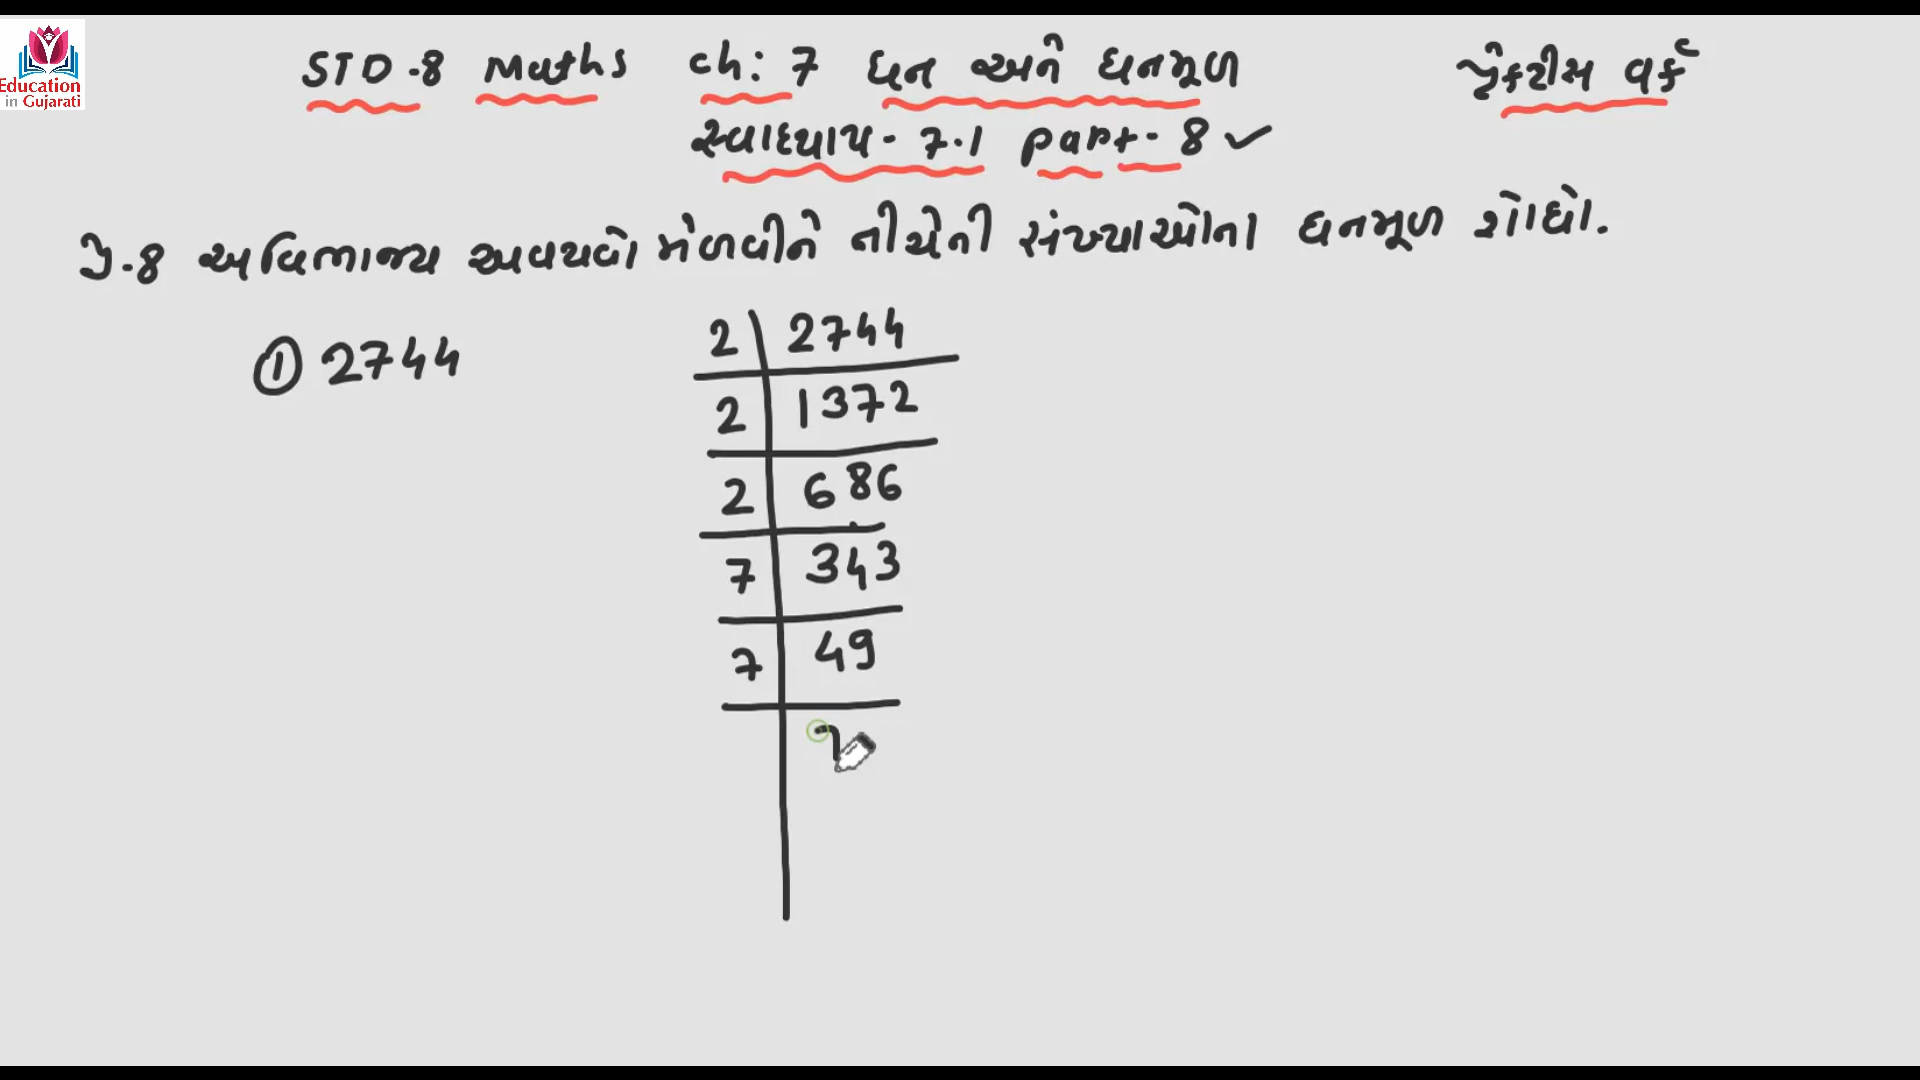 Education
in Gujarati
STD-8 Maths ch: 7 ઘન અને ઘનમૂળ પ્રેકટીસ વર્ક
સ્વાધ્યાય - 7.1 part - 8 ✓
પ્ર.8 અવિભાજ્ય અવયવો મેળવીને નીચેની સંખ્યાઓના ઘનમૂળ શોધો.
① 2744
2 | 2744
2 | 1372
2 | 686
7 | 343
7 | 49